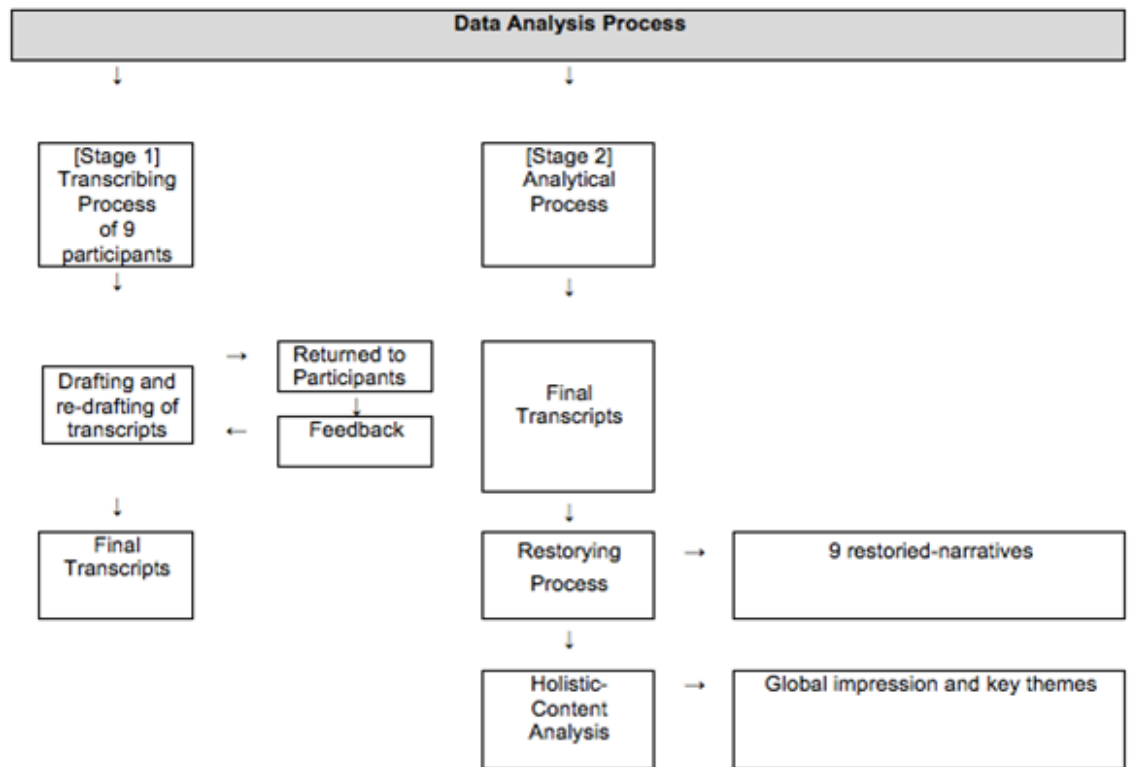 Data Analysis Process
↓
↓
[Stage 1]
Transcribing
Process
of 9
participants
↓
Drafting and
re-drafting of
transcripts
→
Returned to
Participants
↓
Feedback
←
↓
Final
Transcripts
[Stage 2]
Analytical
Process
↓
Final
Transcripts
↓
Restorying
Process
→
9 restoried-narratives
↓
Holistic-
Content
Analysis
→
Global impression and key themes